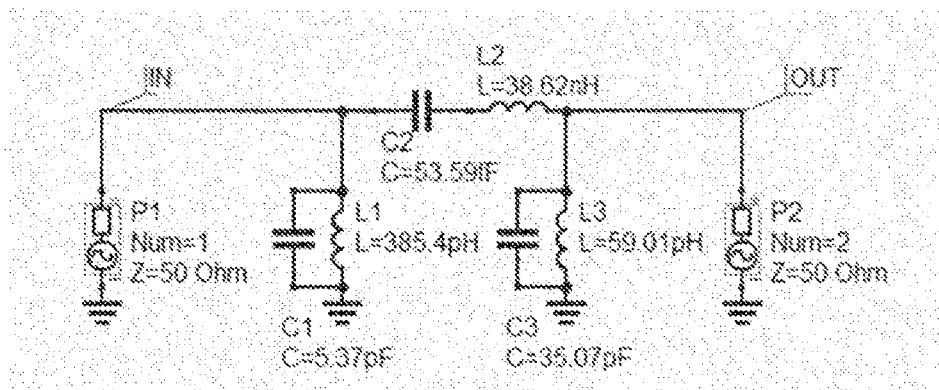 IN
L2
L=38.62nH
OUT
C2
C=53.59fF
P1
Num=1
Z=50 Ohm
L1
L=385.4pH
L3
L=59.01pH
P2
Num=2
Z=50 Ohm
C1
C=5.37pF
C3
C=35.07pF